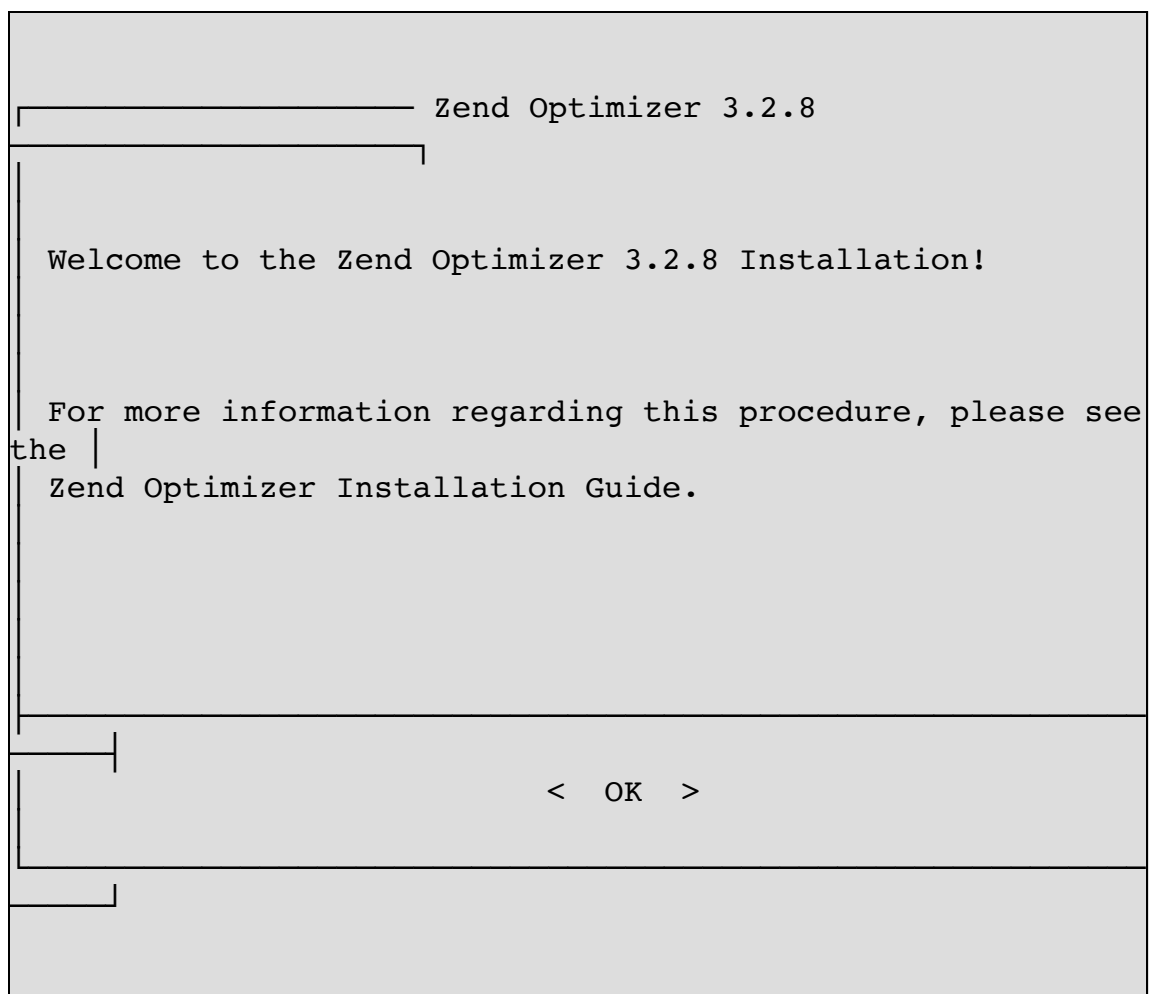 Zend Optimizer 3.2.8
Welcome to the Zend Optimizer 3.2.8 Installation!
For more information regarding this procedure, please see
the
Zend Optimizer Installation Guide.
< OK >